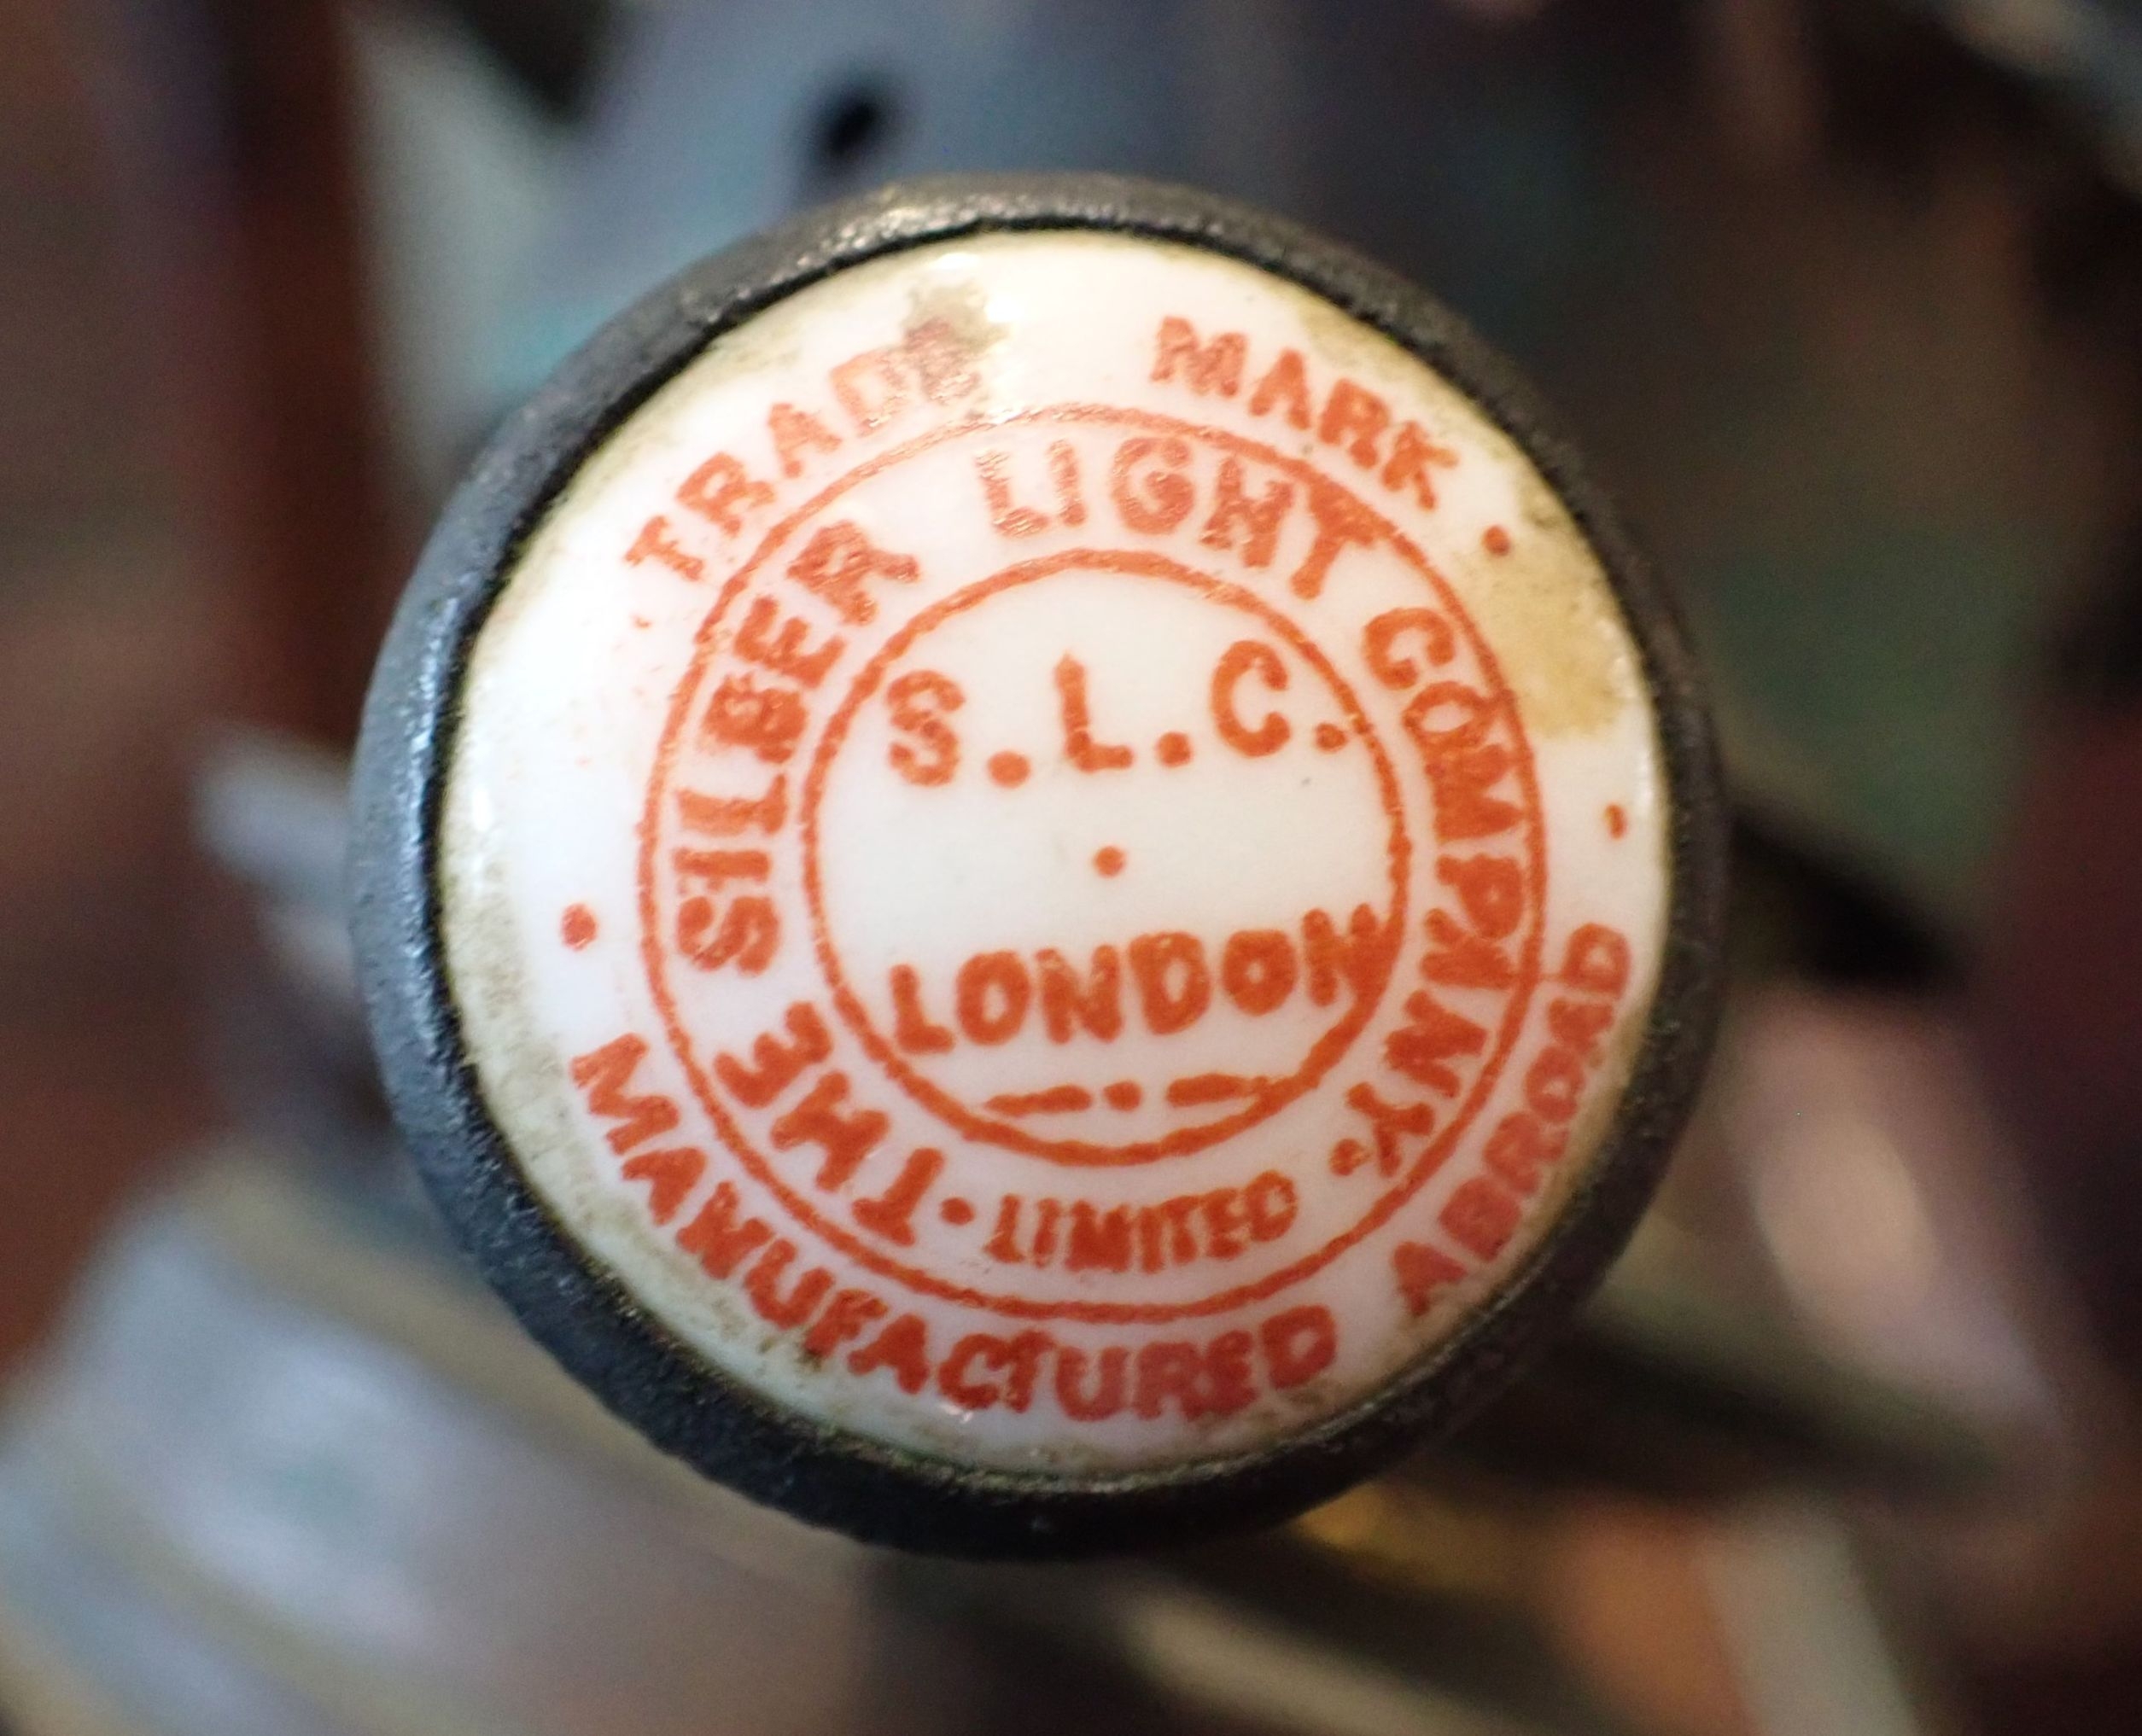 TRADE MARK
THE SILBER LIGHT COMPANY.
LIMITED
S.L.C.
LONDON
MANUFACTURED ABROAD